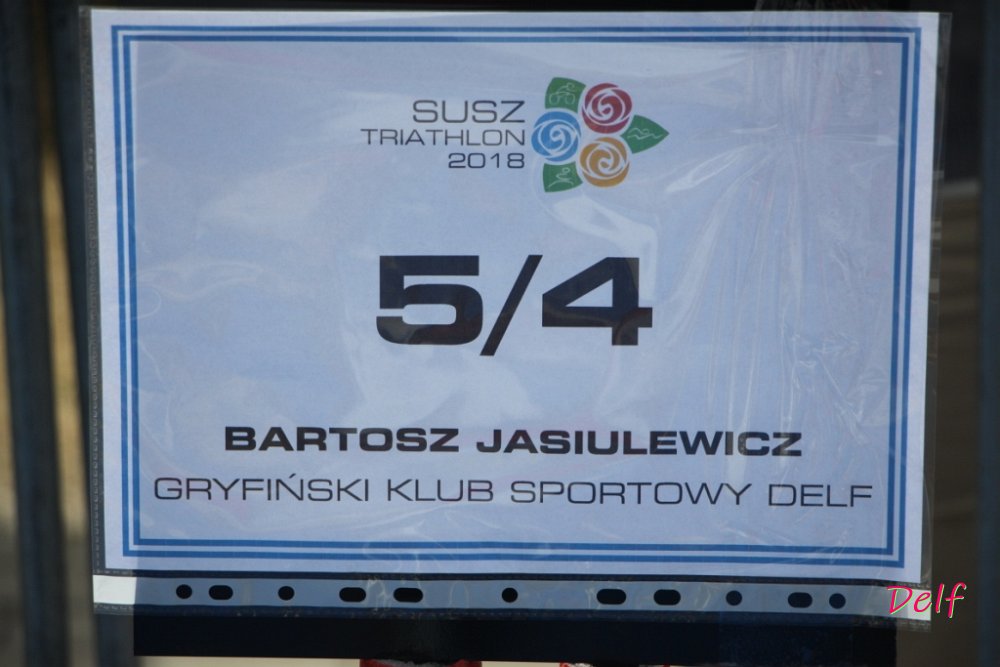 SUSZ
TRIATHLON
2018
5/4
BARTOSZ JASIULEWICZ
GRYFIŃSKI KLUB SPORTOWY DELF
Delf